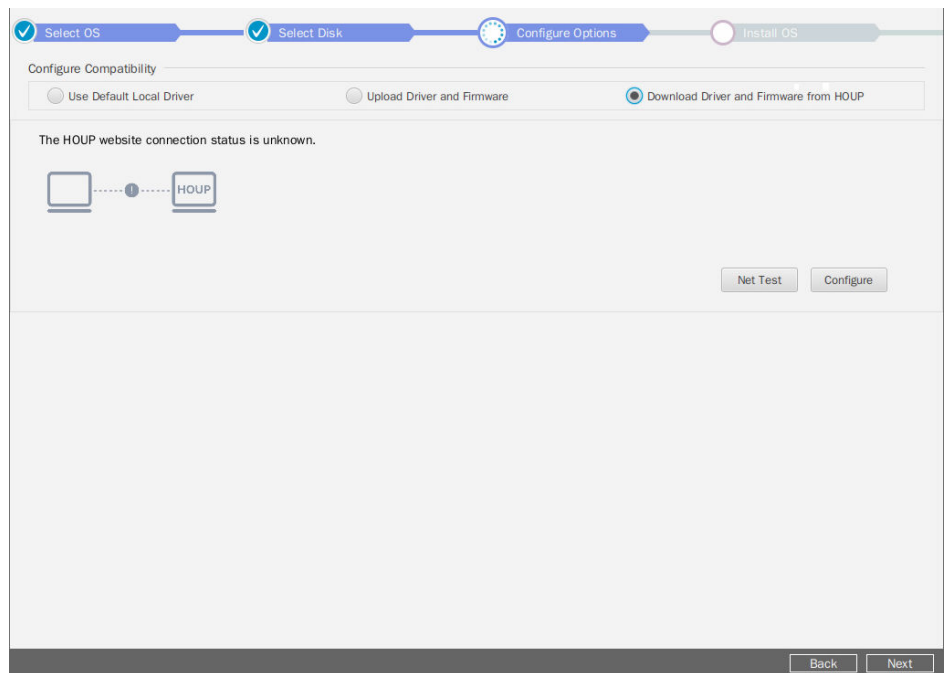 Select OS
Select Disk
Configure Options
Install OS
Configure Compatibility
Use Default Local Driver
Upload Driver and Firmware
Download Driver and Firmware from HOUP
The HOUP website connection status is unknown.
HOUP
Net Test
Configure
Back
Next